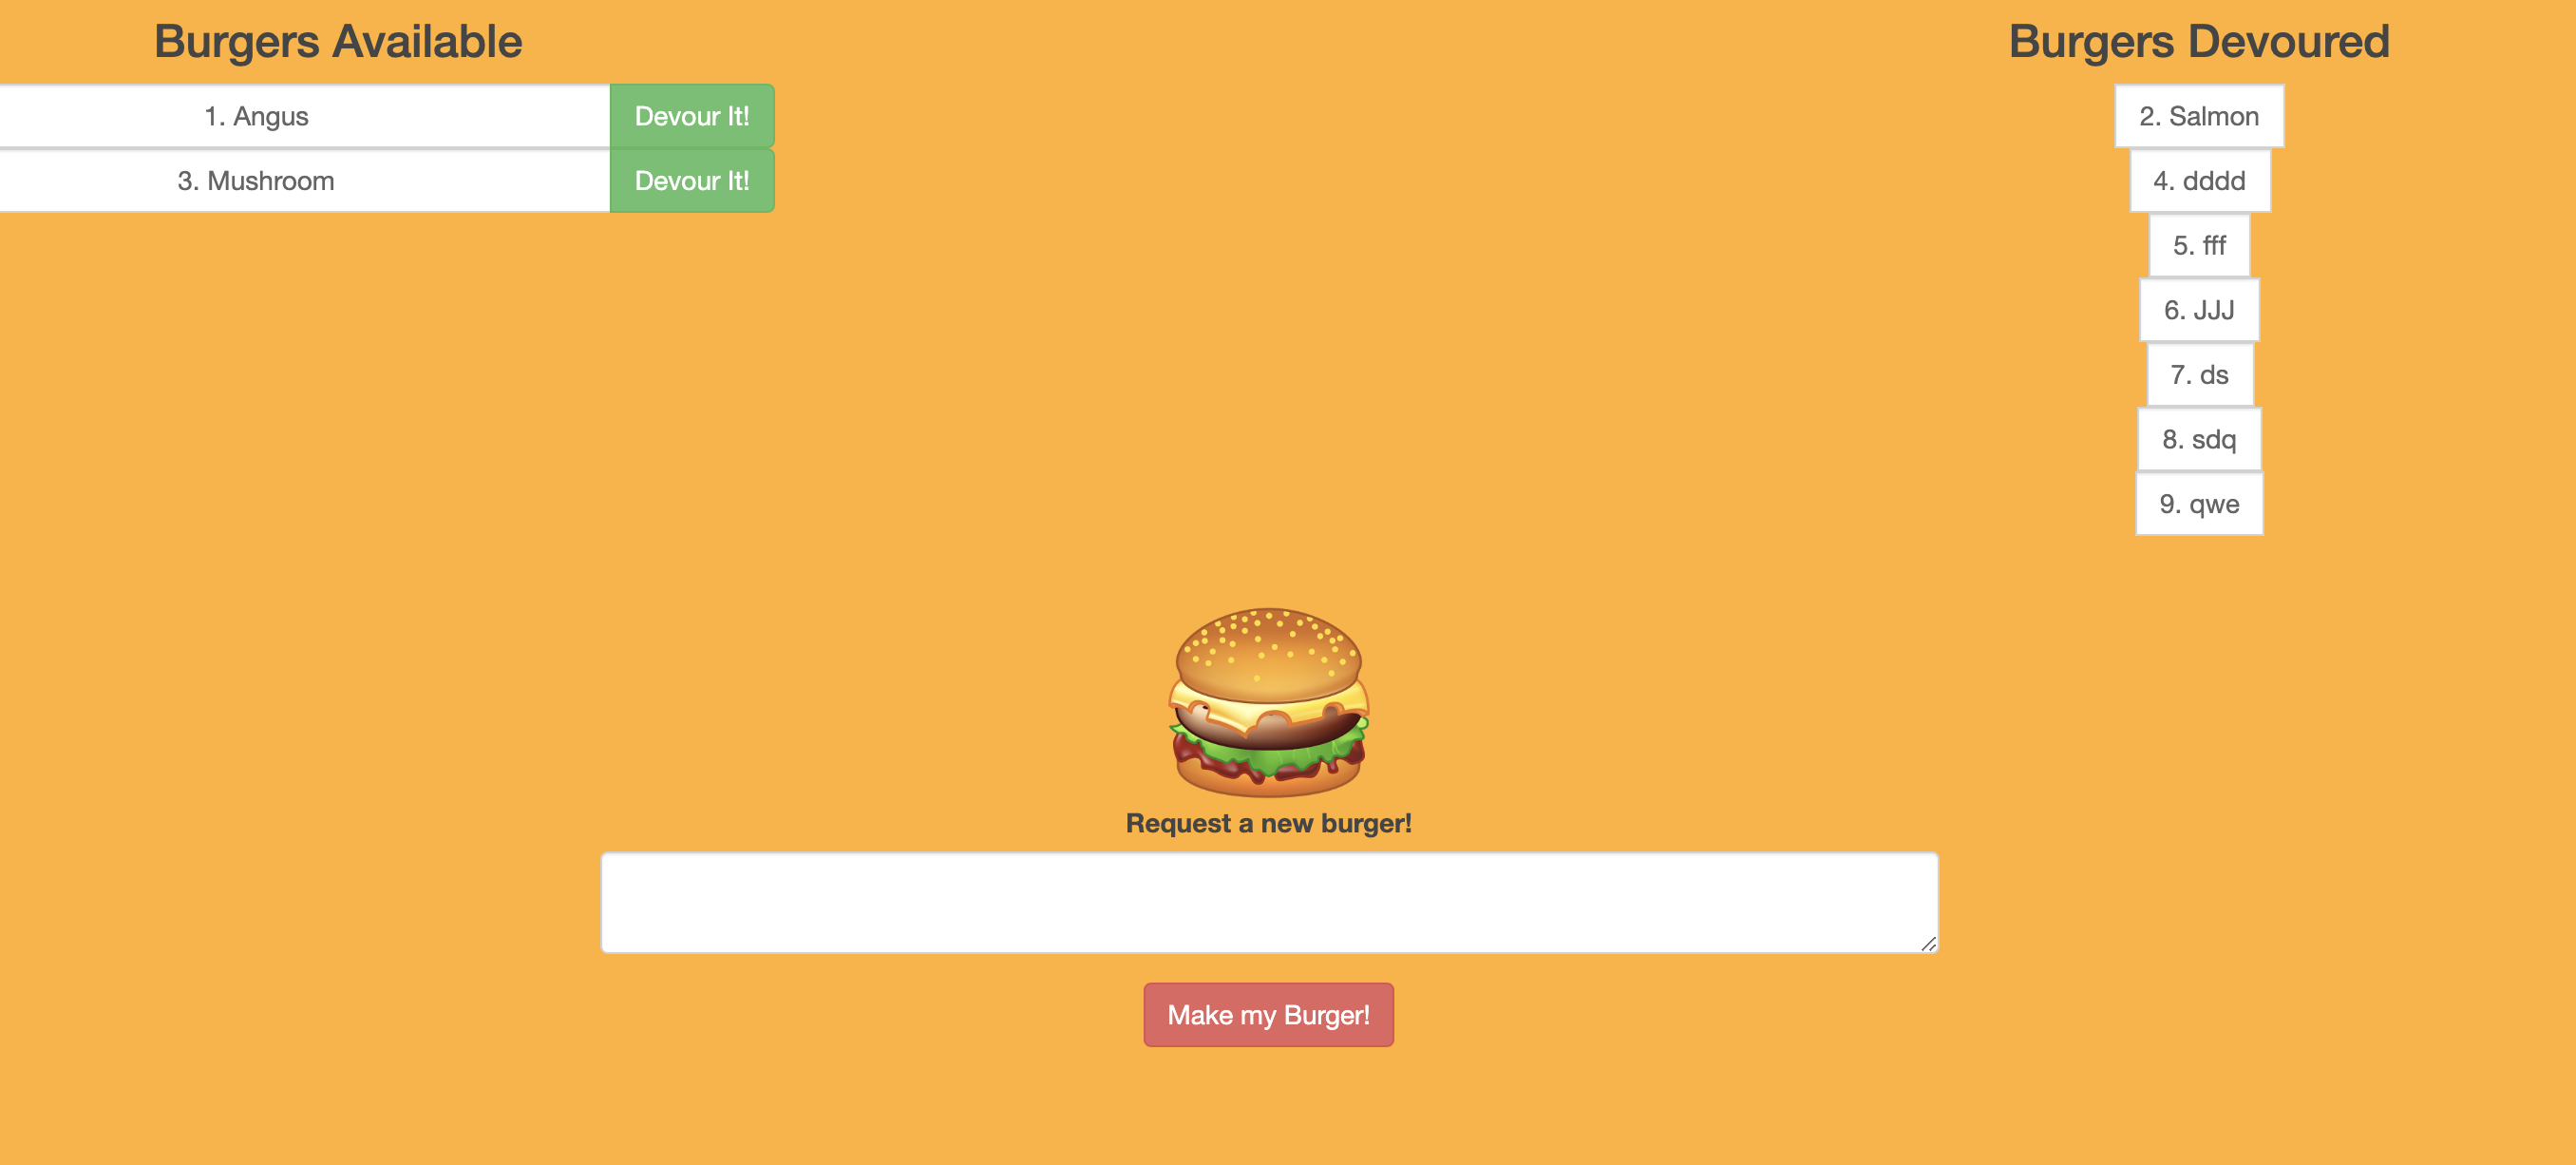 Burgers Available
1. Angus
Devour It!
3. Mushroom
Devour It!
Burgers Devoured
2. Salmon
4. dddd
5. fff
6. JJJ
7. ds
8. sdq
9. qwe
Request a new burger!
Make my Burger!